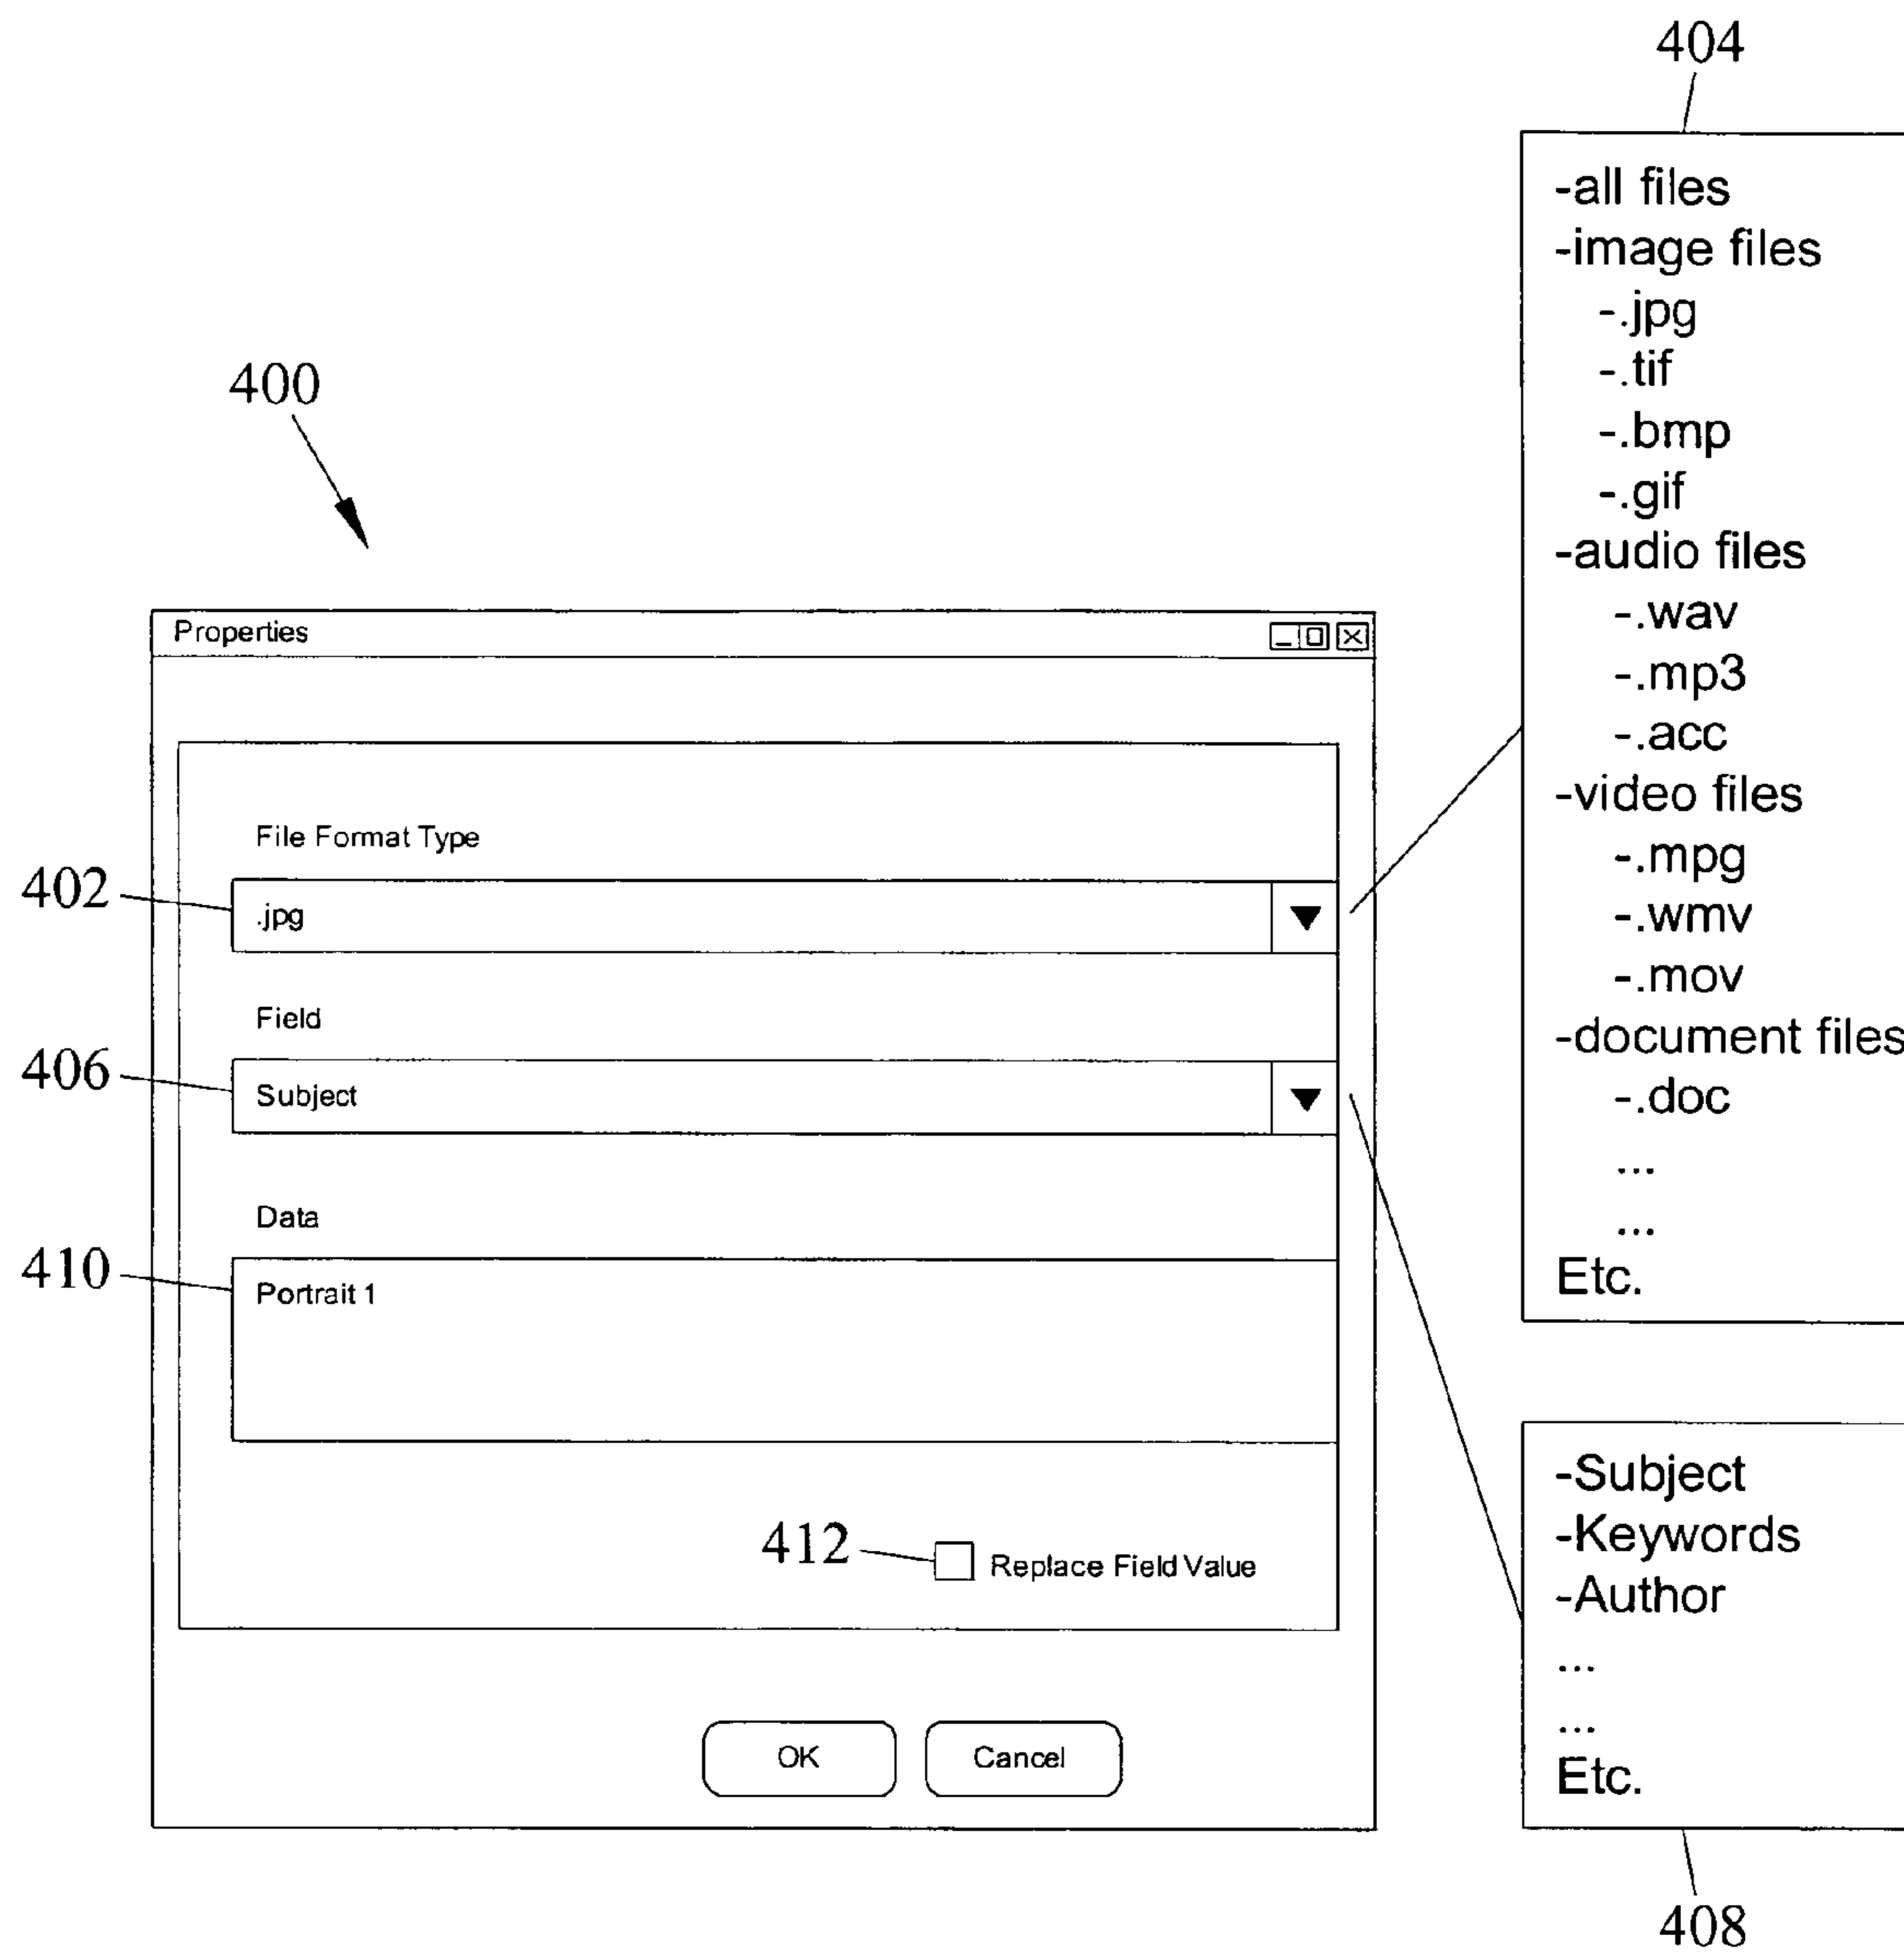 404
-all files
-image files
-.jpg
-.tif
-.bmp
-.gif
-audio files
-.wav
-.mp3
-.acc
-video files
-.mpg
-.wmv
-.mov
-document files
-.doc
...
...
Etc.
400
Properties
File Format Type
402
.jpg
Field
406
Subject
Data
410
Portrait 1
412
Replace Field Value
OK
Cancel
-Subject
-Keywords
-Author
...
...
Etc.
408